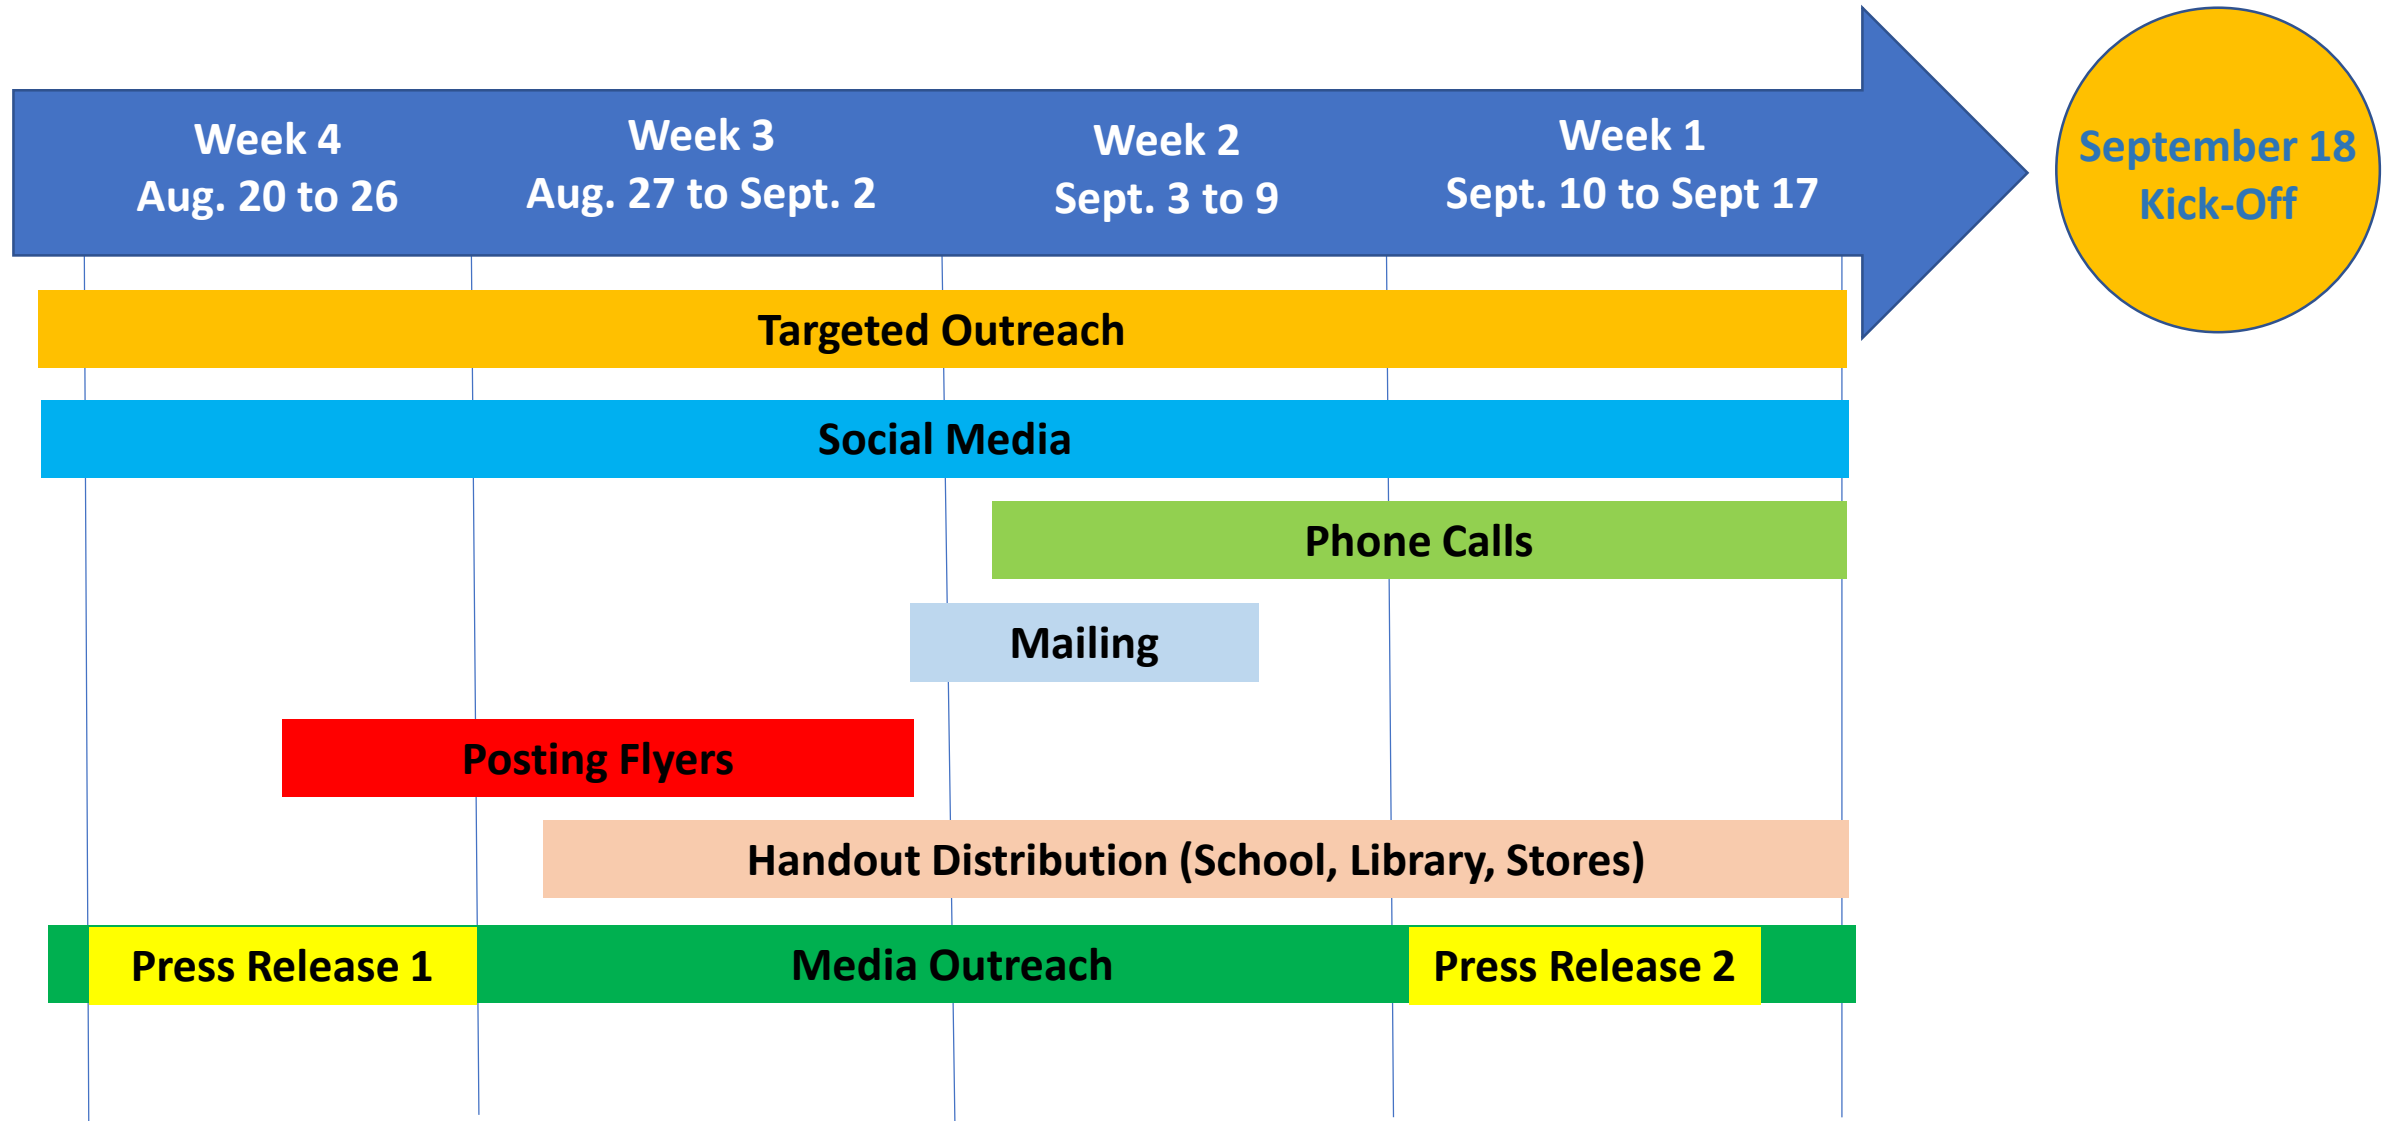 Week 4
Aug. 20 to 26
Week 3
Aug. 27 to Sept. 2
Week 2
Sept. 3 to 9
Week 1
Sept. 10 to Sept 17
September 18
Kick-Off
Targeted Outreach
Social Media
Phone Calls
Mailing
Posting Flyers
Handout Distribution (School, Library, Stores)
Press Release 1
Media Outreach
Press Release 2